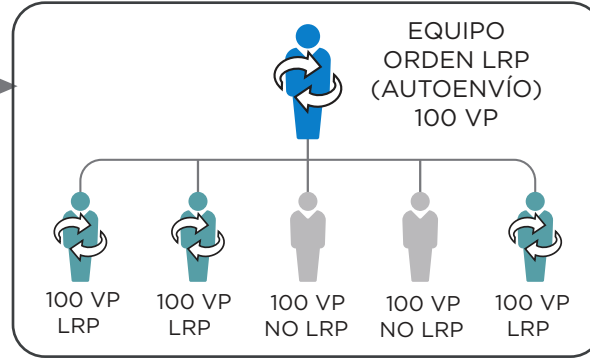 EQUIPO
ORDEN LRP
(AUTOENVÍO)
100 VP
100 VP
LRP
100 VP
LRP
100 VP
NO LRP
100 VP
NO LRP
100 VP
LRP